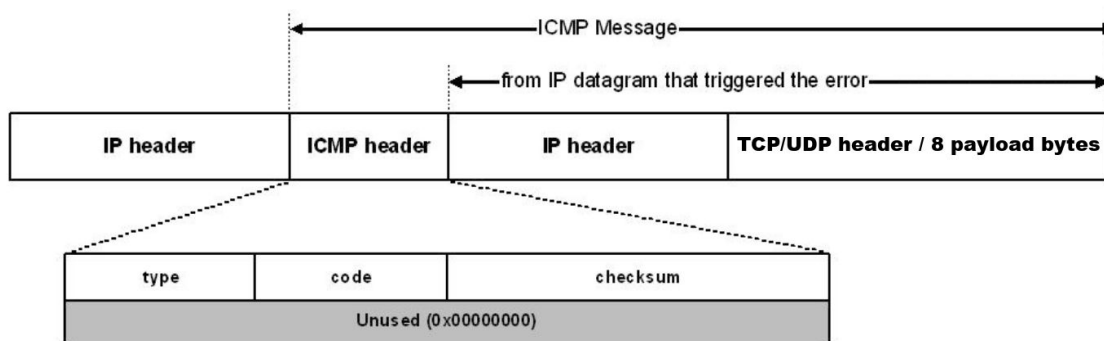 ICMP Message
from IP datagram that triggered the error
IP header
ICMP header
IP header
TCP/UDP header / 8 payload bytes
type
code
checksum
Unused (0x00000000)